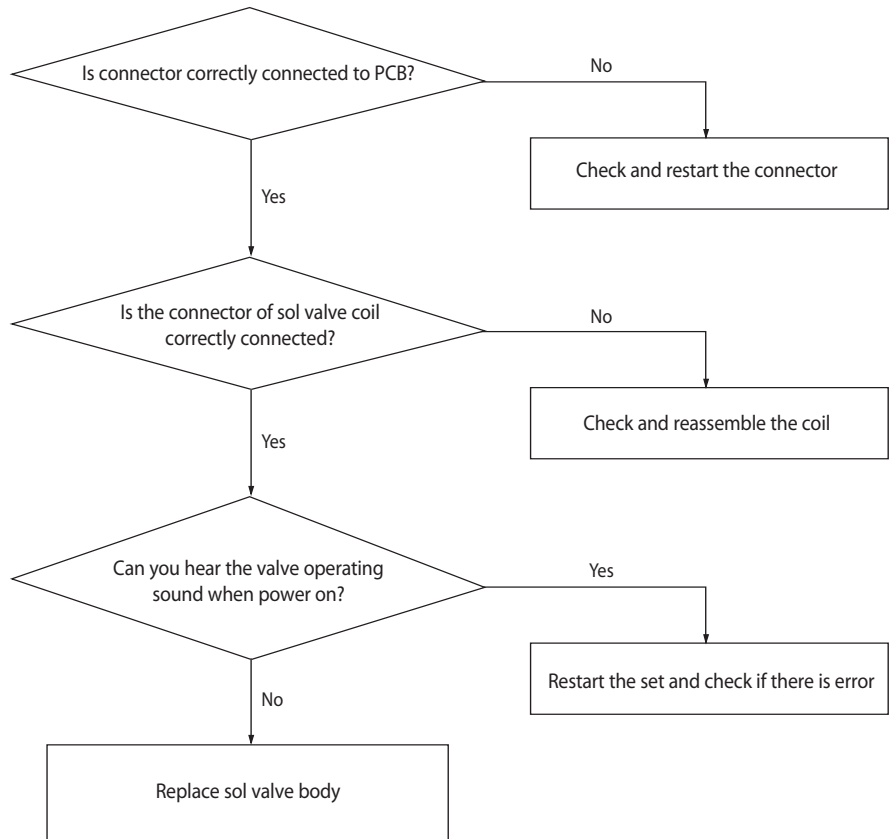 Is connector correctly connected to PCB?
No
Check and restart the connector
Yes
Is the connector of sol valve coil
correctly connected?
No
Check and reassemble the coil
Yes
Can you hear the valve operating
sound when power on?
Yes
Restart the set and check if there is error
No
Replace sol valve body